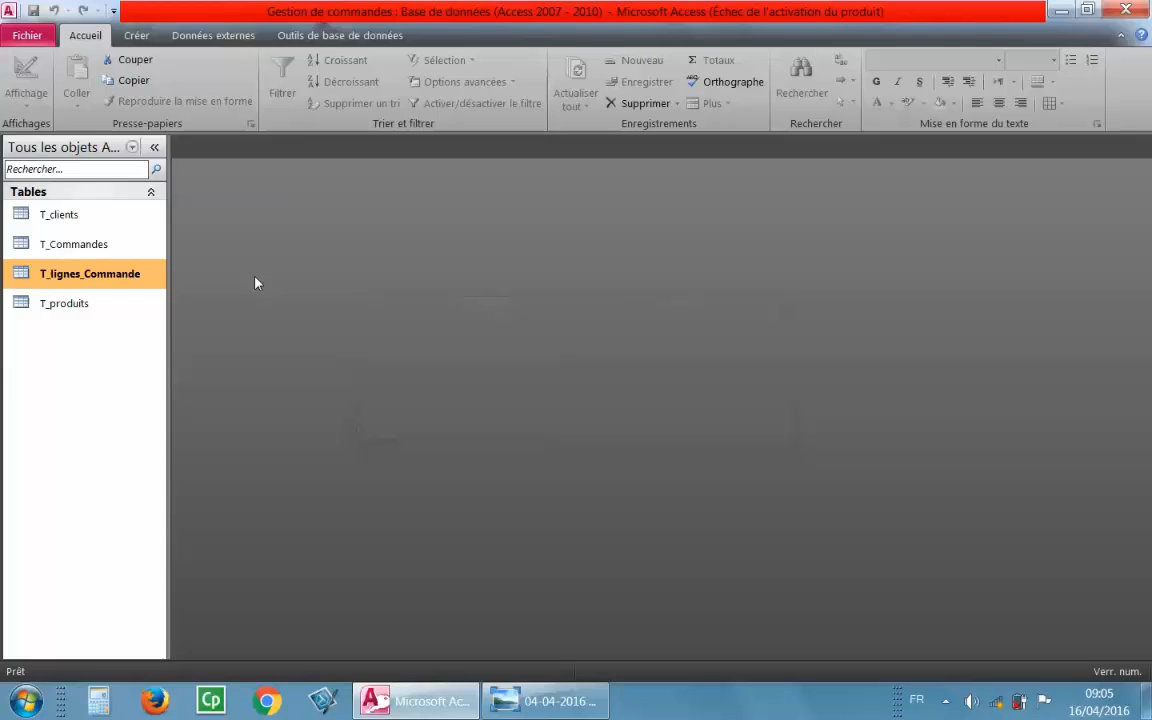 Gestion de commandes : Base de données (Access 2007 - 2010) - Microsoft Access (Échec de l'activation du produit)
Fichier Accueil Créer Données externes Outils de base de données
Affichage
Affichages
Coller
Couper
Copier
Reproduire la mise en forme
Presse-papiers
Filtrer
Croissant
Décroissant
Supprimer un tri
Sélection
Options avancées
Activer/désactiver le filtre
Trier et filtrer
Actualiser
tout
Nouveau
Enregistrer
Supprimer
Totaux
Orthographe
Plus
Enregistrements
Rechercher
Rechercher
G I S
A
Mise en forme du texte
Tous les objets A...
Rechercher...
Tables
T_clients
T_Commandes
T_lignes_Commande
T_produits
Prêt
Verr. num.
Cp
Microsoft Ac...
04-04-2016 ...
FR
09:05
16/04/2016